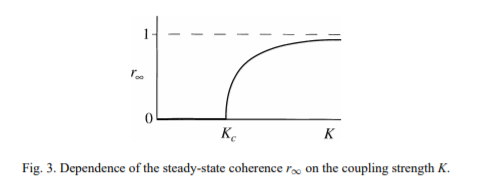 1
r∞
0
Kc K
Fig. 3. Dependence of the steady-state coherence r∞ on the coupling strength K.